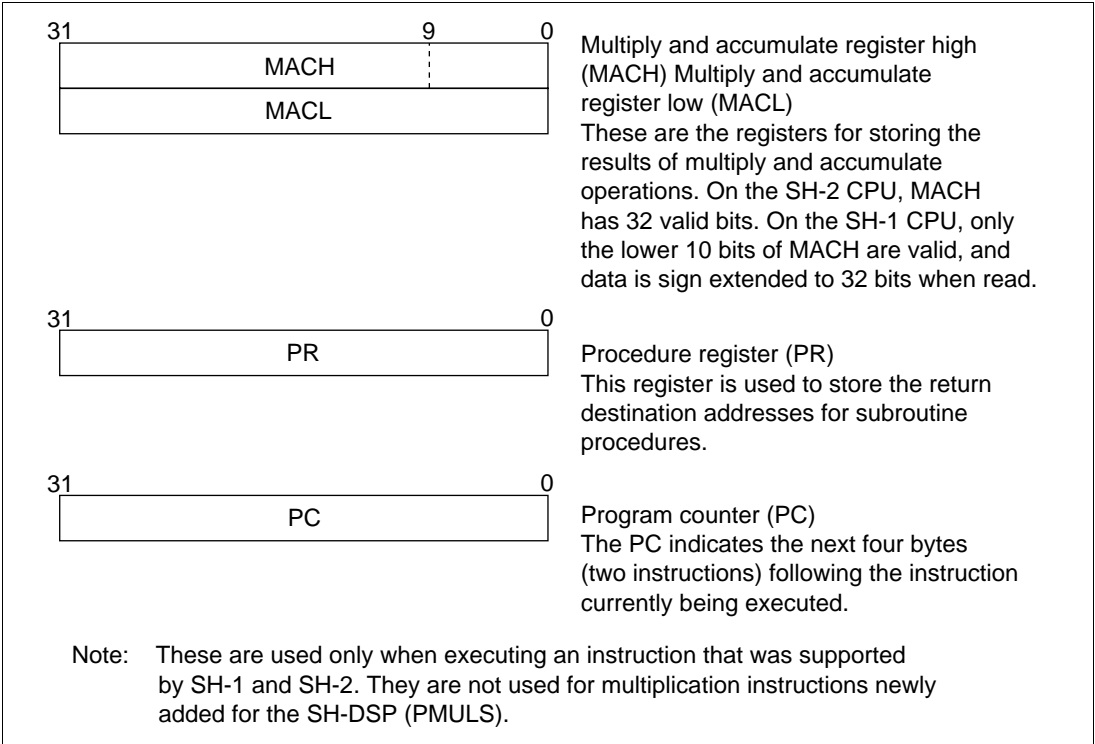 31 9 0
MACH
MACL
Multiply and accumulate register high
(MACH) Multiply and accumulate
register low (MACL)
These are the registers for storing the
results of multiply and accumulate
operations. On the SH-2 CPU, MACH
has 32 valid bits. On the SH-1 CPU, only
the lower 10 bits of MACH are valid, and
data is sign extended to 32 bits when read.
31 0
PR
Procedure register (PR)
This register is used to store the return
destination addresses for subroutine
procedures.
31 0
PC
Program counter (PC)
The PC indicates the next four bytes
(two instructions) following the instruction
currently being executed.
Note: These are used only when executing an instruction that was supported
by SH-1 and SH-2. They are not used for multiplication instructions newly
added for the SH-DSP (PMULS).